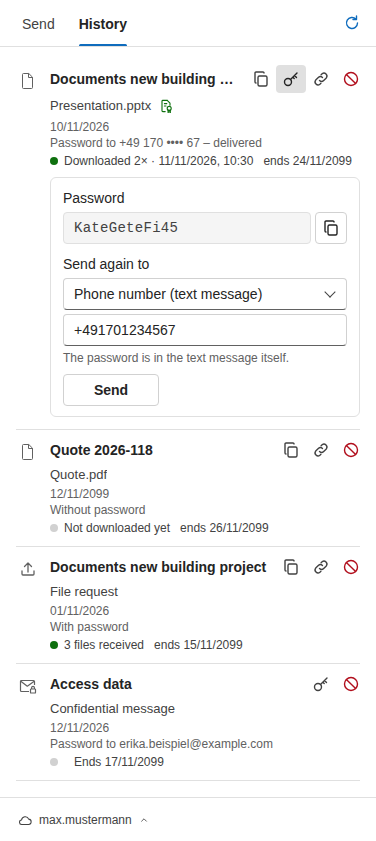 Send
History
Documents new building …
Presentation.pptx
10/11/2026
Password to +49 170 •••• 67 – delivered
Downloaded 2× · 11/11/2026, 10:30 ends 24/11/2099
Password
KateGeteFi45
Send again to
Phone number (text message)
+491701234567
The password is in the text message itself.
Send
Quote 2026-118
Quote.pdf
12/11/2099
Without password
Not downloaded yet ends 26/11/2099
Documents new building project
File request
01/11/2026
With password
3 files received ends 15/11/2099
Access data
Confidential message
12/11/2026
Password to erika.beispiel@example.com
Ends 17/11/2099
max.mustermann